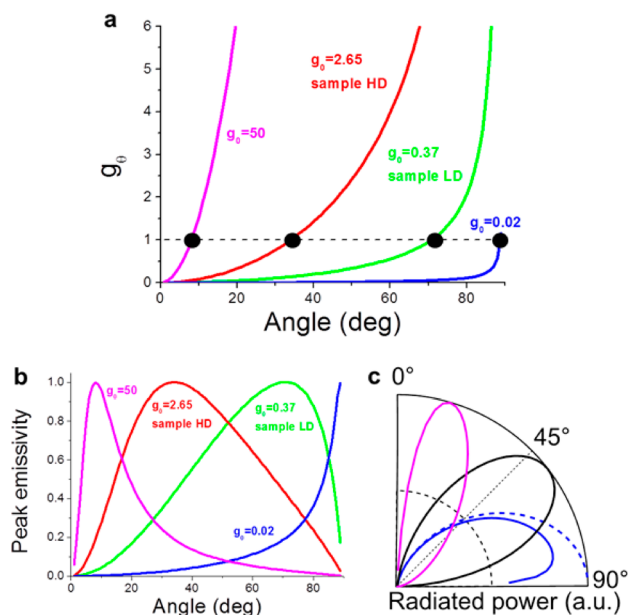 a
6
5
4
3
2
1
0
g₀=2.65
sample HD
g₀=50
g₀=0.37
sample LD
g₀=0.02
gθ
0 20 40 60 80
Angle (deg)
b
1.0
0.8
0.6
0.4
0.2
0.0
g₀=50
g₀=2.65
sample HD
g₀=0.37
sample LD
g₀=0.02
Peak emissivity
0 20 40 60 80
Angle (deg)
c
0°
45°
90°
Radiated power (a.u.)